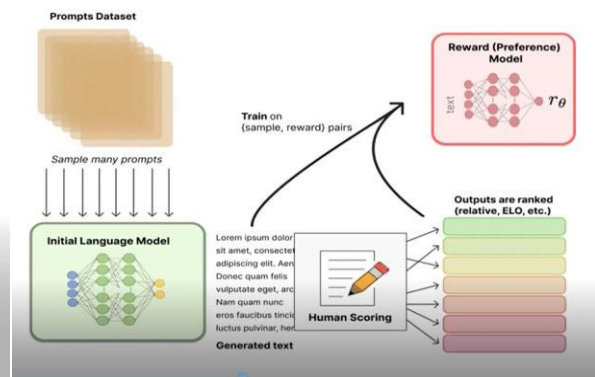 Prompts Dataset
Sample many prompts
Initial Language Model
Train on
{sample, reward} pairs
Reward (Preference)
Model
text
rθ
Outputs are ranked
(relative, ELO, etc.)
Lorem ipsum dolor
sit amet, consectet
adipiscing elit. Aen
Donec quam felis
vulputate eget, arc
Nam quam nunc
eros faucibus tincid
luctus pulvinar, her
Generated text
Human Scoring